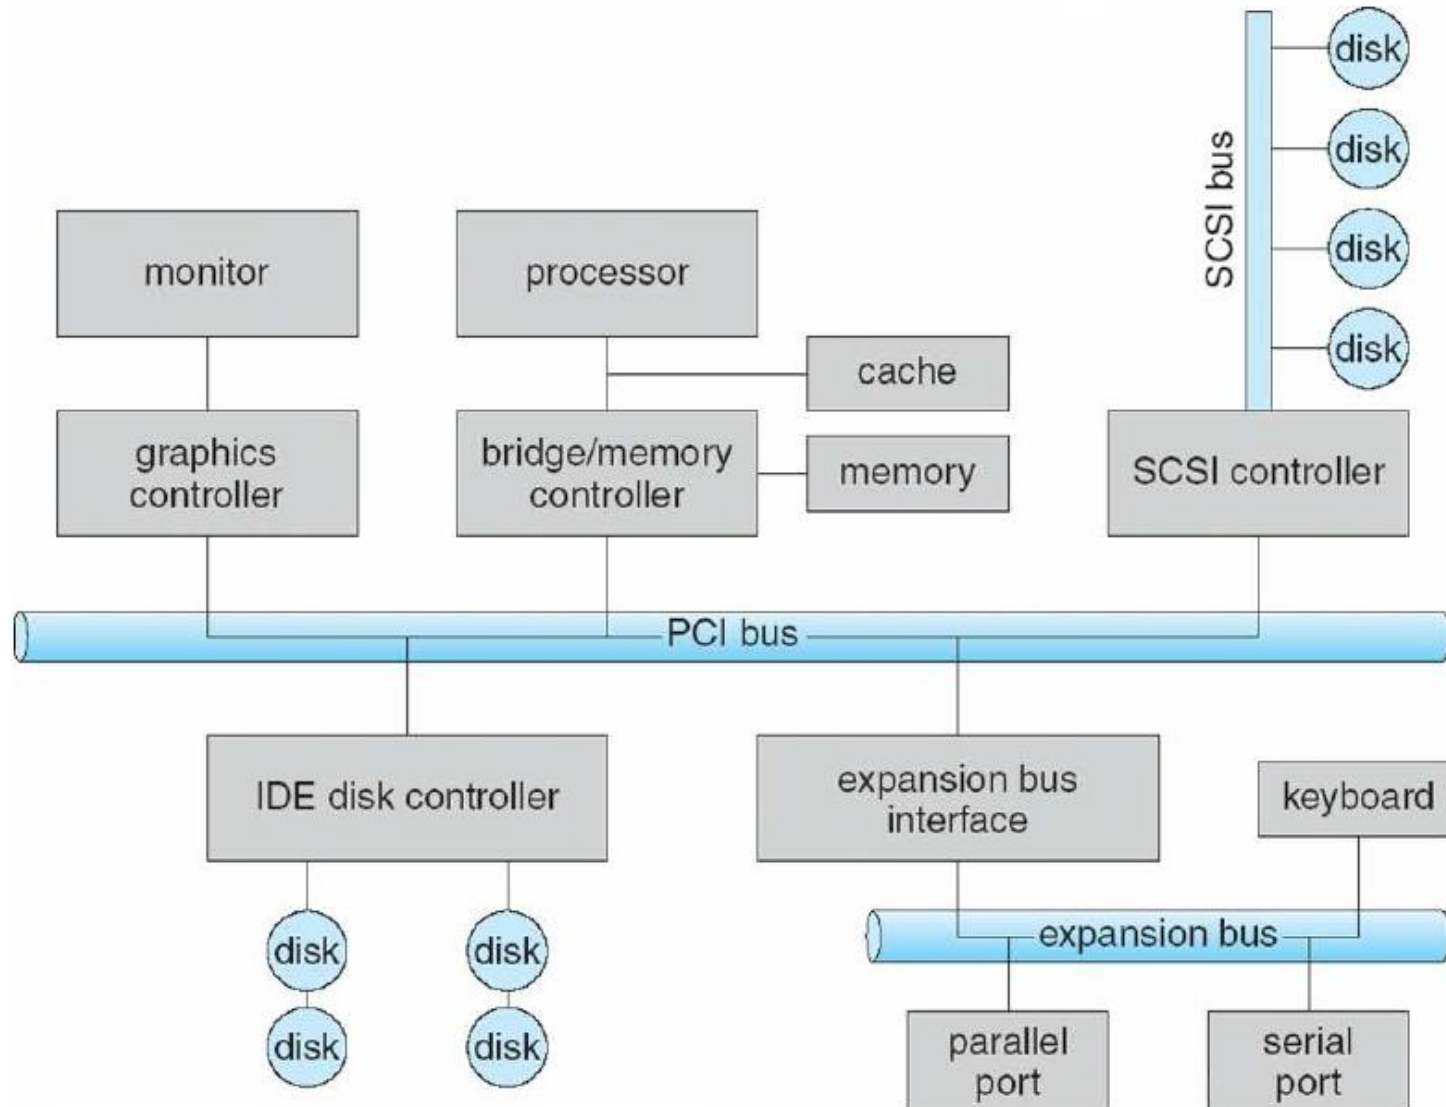 disk
disk
disk
disk
SCSI bus
monitor
processor
cache
graphics
controller
bridge/memory
controller
memory
SCSI controller
PCI bus
IDE disk controller
expansion bus
interface
keyboard
disk
disk
expansion bus
disk
disk
parallel
port
serial
port